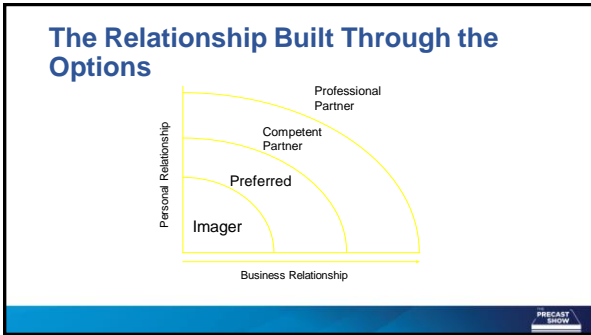 The Relationship Built Through the
Options
Professional
Partner
Competent
Partner
Preferred
Imager
Personal Relationship
Business Relationship
THE
PRECAST
SHOW